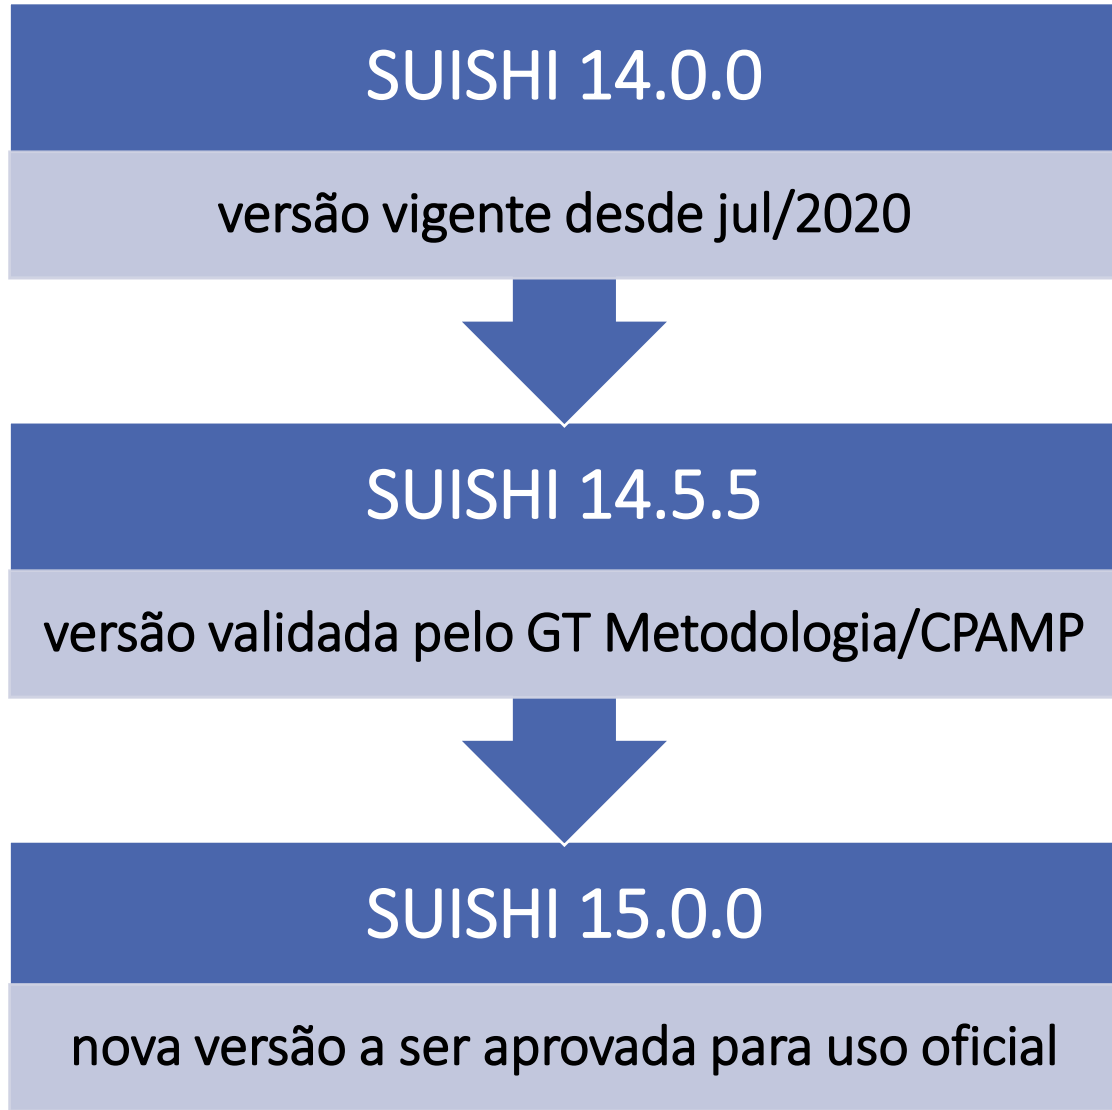 SUISHI 14.0.0
versão vigente desde jul/2020
SUISHI 14.5.5
versão validada pelo GT Metodologia/CPAMP
SUISHI 15.0.0
nova versão a ser aprovada para uso oficial